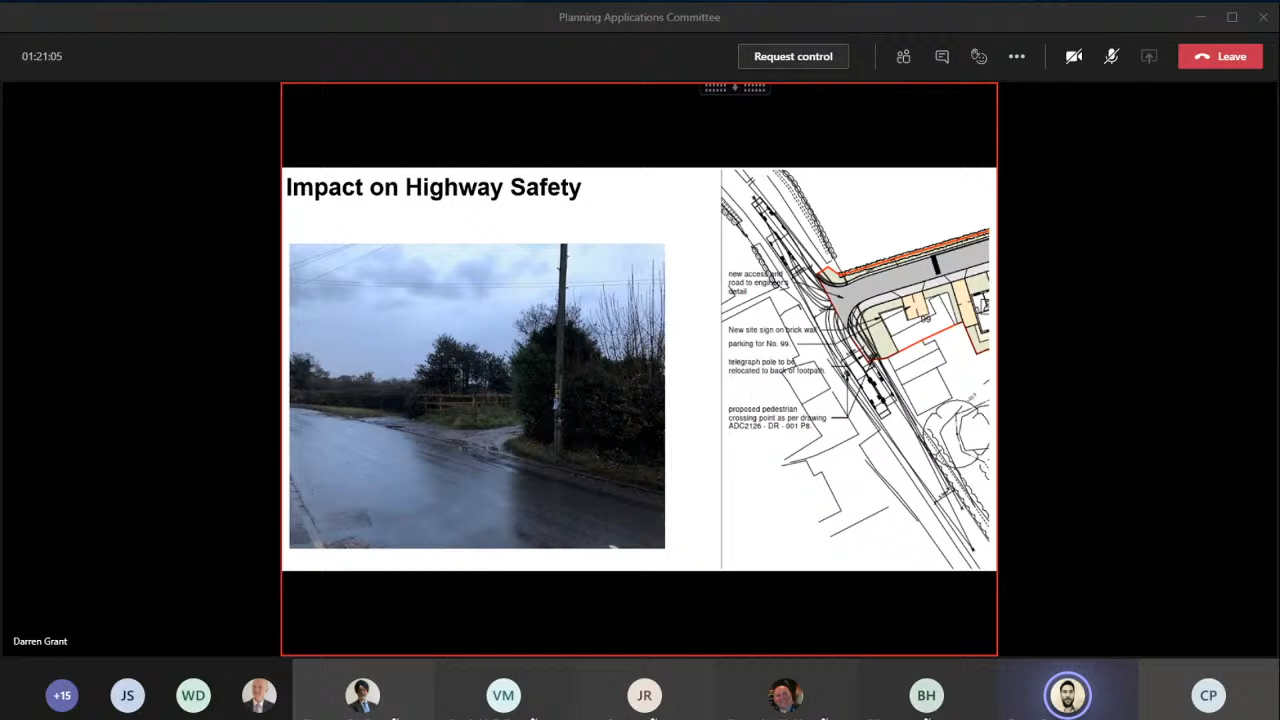 Planning Applications Committee
01:21:05
Request control
Leave
Impact on Highway Safety
new access and
road to engineer's
detail
New site sign on brick wall
parking for No. 99.
telegraph pole to be
relocated to back of footpath.
proposed pedestrian
crossing point as per drawing
ADC2126 - DR - 001 P8.
99
Darren Grant
+15
JS
WD
VM
JR
BH
CP